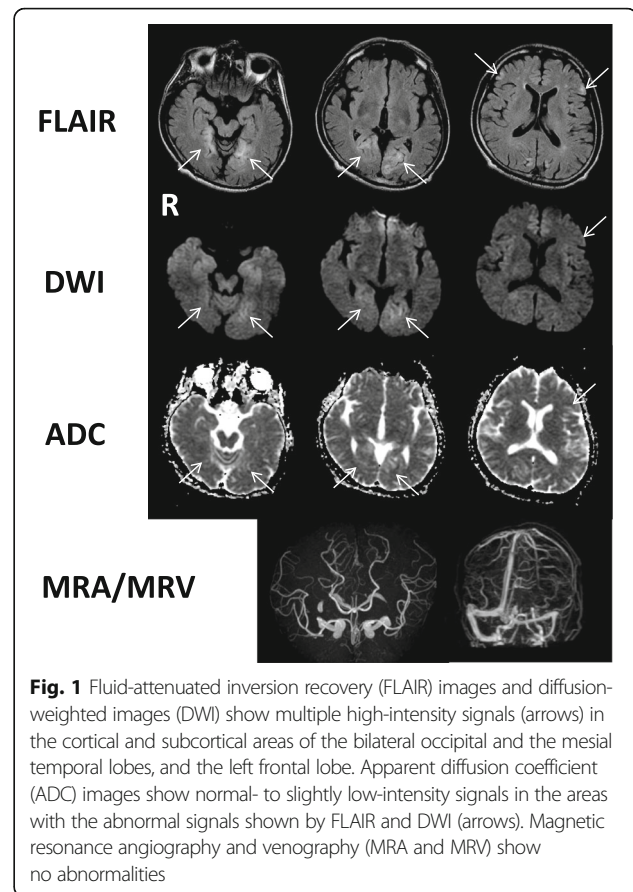 FLAIR
R
DWI
ADC
MRA/MRV
Fig. 1 Fluid-attenuated inversion recovery (FLAIR) images and diffusion-
weighted images (DWI) show multiple high-intensity signals (arrows) in
the cortical and subcortical areas of the bilateral occipital and the mesial
temporal lobes, and the left frontal lobe. Apparent diffusion coefficient
(ADC) images show normal- to slightly low-intensity signals in the areas
with the abnormal signals shown by FLAIR and DWI (arrows). Magnetic
resonance angiography and venography (MRA and MRV) show
no abnormalities